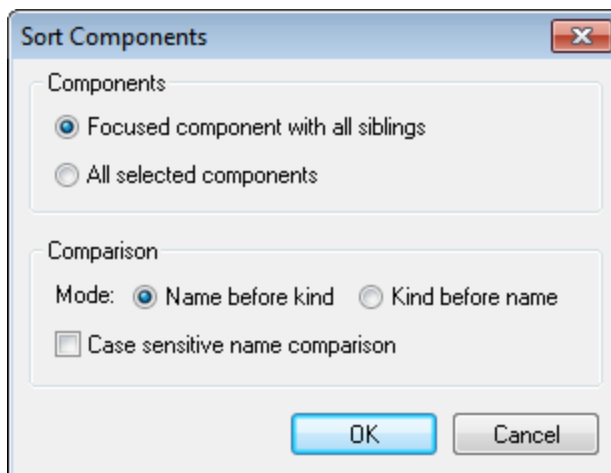 Sort Components
Components
Focused component with all siblings
All selected components
Comparison
Mode: Name before kind Kind before name
Case sensitive name comparison
OK Cancel